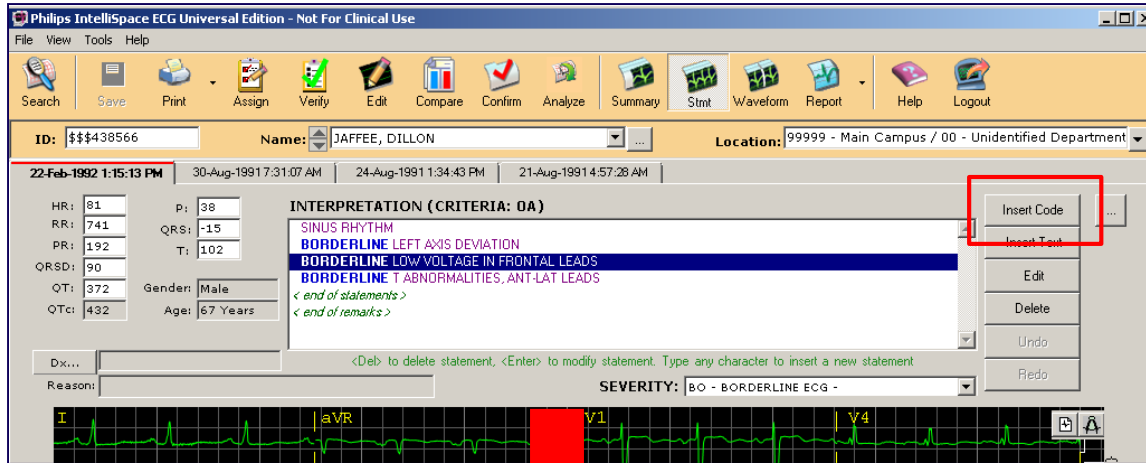 Philips IntelliSpace ECG Universal Edition - Not For Clinical Use
File View Tools Help
Search Save Print Assign Verify Edit Compare Confirm Analyze Summary Stmt Waveform Report Help Logout
ID: $$$438566 Name: JAFFEE, DILLON ... Location: 99999 - Main Campus / 00 - Unidentified Department
22-Feb-1992 1:15:13 PM 30-Aug-1991 7:31:07 AM 24-Aug-1991 1:34:43 PM 21-Aug-1991 4:57:28 AM
HR: 81
RR: 741
PR: 192
QRSD: 90
QT: 372
QTc: 432
P: 38
QRS: -15
T: 102
Gender: Male
Age: 67 Years
INTERPRETATION (CRITERIA: 0A)
SINUS RHYTHM
BORDERLINE LEFT AXIS DEVIATION
BORDERLINE LOW VOLTAGE IN FRONTAL LEADS
BORDERLINE T ABNORMALITIES, ANT-LAT LEADS
< end of statements >
< end of remarks >
Insert Code ...
Insert Text
Edit
Delete
Undo
Redo
Dx...
<Del> to delete statement, <Enter> to modify statement. Type any character to insert a new statement
Reason:
SEVERITY: BO - BORDERLINE ECG -
I aVR V1 V4